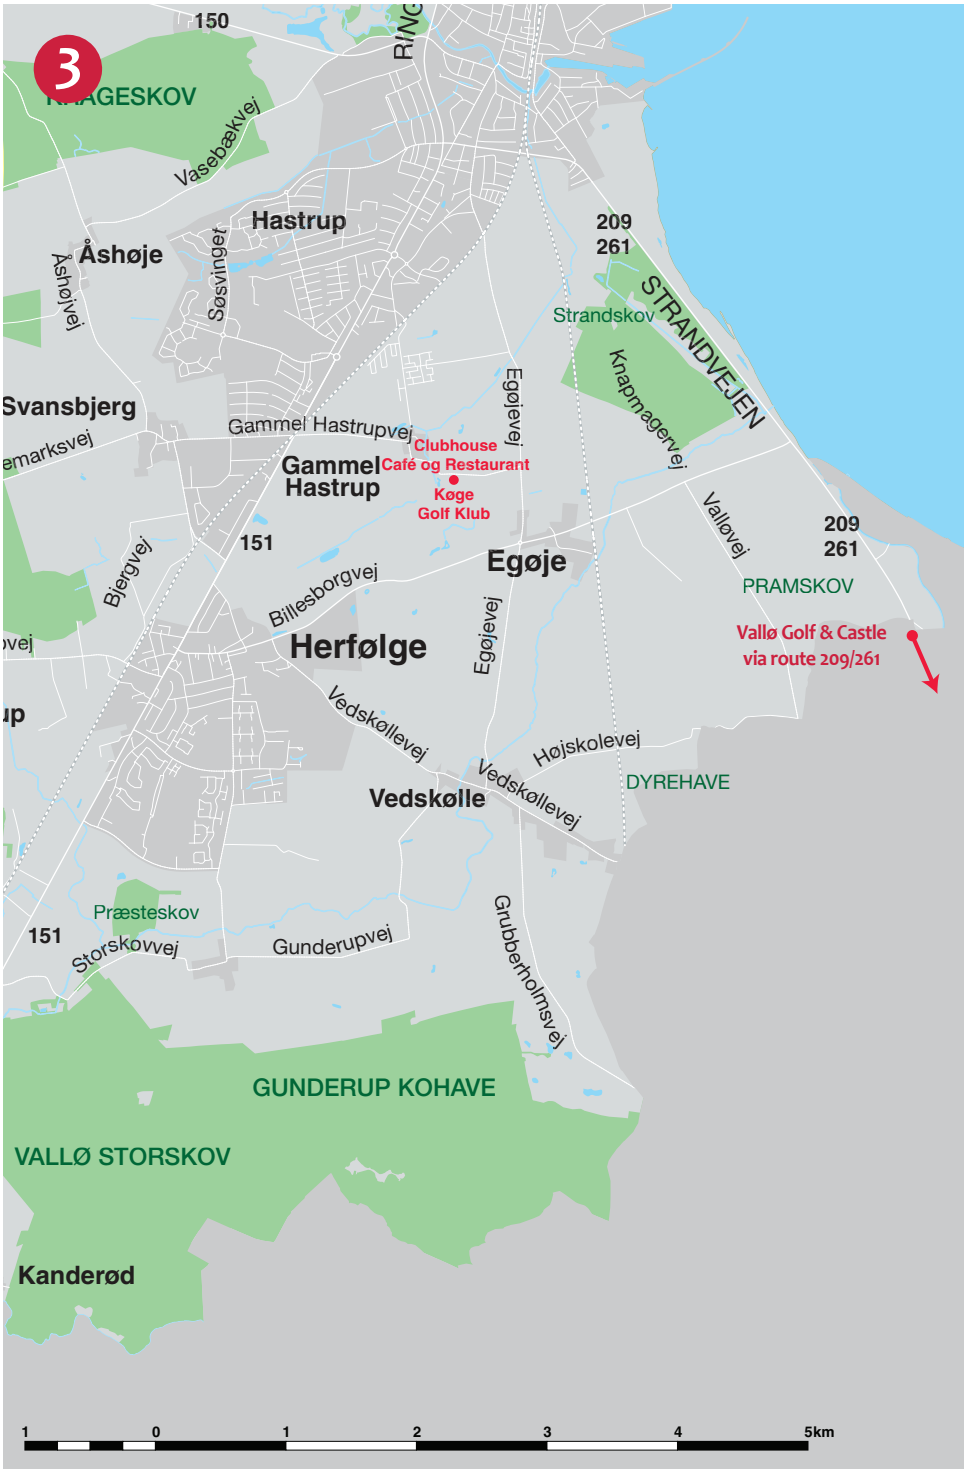 150
RING
3
KRAGESKOV
Vasebækvej
Hastrup
209
261
Åshøje
Åshøjvej
Søsvinget
STRANDVEJEN
Strandskov
Knapmagervej
Egøjevej
Svansbjerg
emarksvej
Gammel Hastrupvej
Clubhouse
Café og Restaurant
Gammel
Hastrup
Køge
Golf Klub
Valløvej
209
261
151
Bjergvej
Egøje
Billesborgvej
PRAMSKOV
Herfølge
Egøjevej
Vallø Golf & Castle
via route 209/261
vej
up
Vedskøllevej
Højskolevej
Vedskøllevej
DYREHAVE
Vedskølle
Præsteskov
151
Storskovvej
Gunderupvej
Grubberholmsvej
GUNDERUP KOHAVE
VALLØ STORSKOV
Kanderød
1 0 1 2 3 4 5km